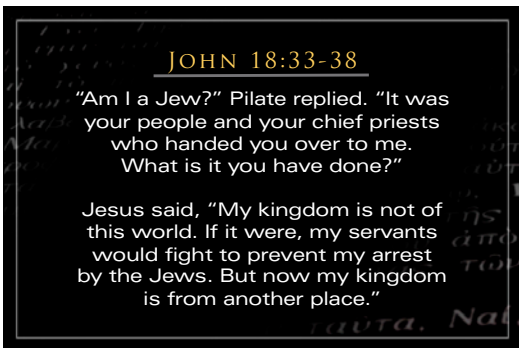 JOHN 18:33-38
“Am I a Jew?” Pilate replied. “It was
your people and your chief priests
who handed you over to me.
What is it you have done?”
Jesus said, “My kingdom is not of
this world. If it were, my servants
would fight to prevent my arrest
by the Jews. But now my kingdom
is from another place.”
ταῦτα. Ναὶ